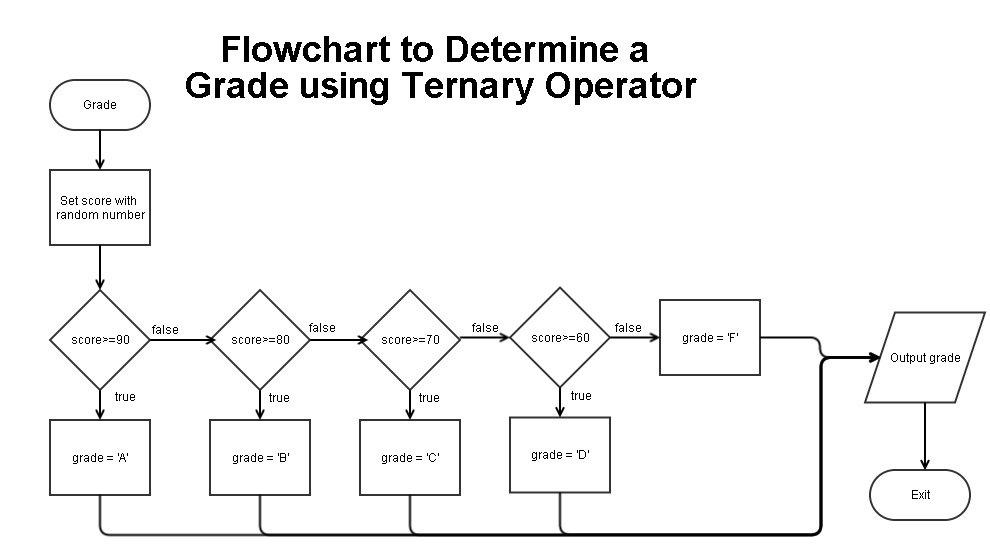 Flowchart to Determine a
Grade using Ternary Operator
Grade
Set score with
random number
score>=90
false
score>=80
false
score>=70
false
score>=60
false
grade = 'F'
Output grade
true
true
true
true
grade = 'A'
grade = 'B'
grade = 'C'
grade = 'D'
Exit